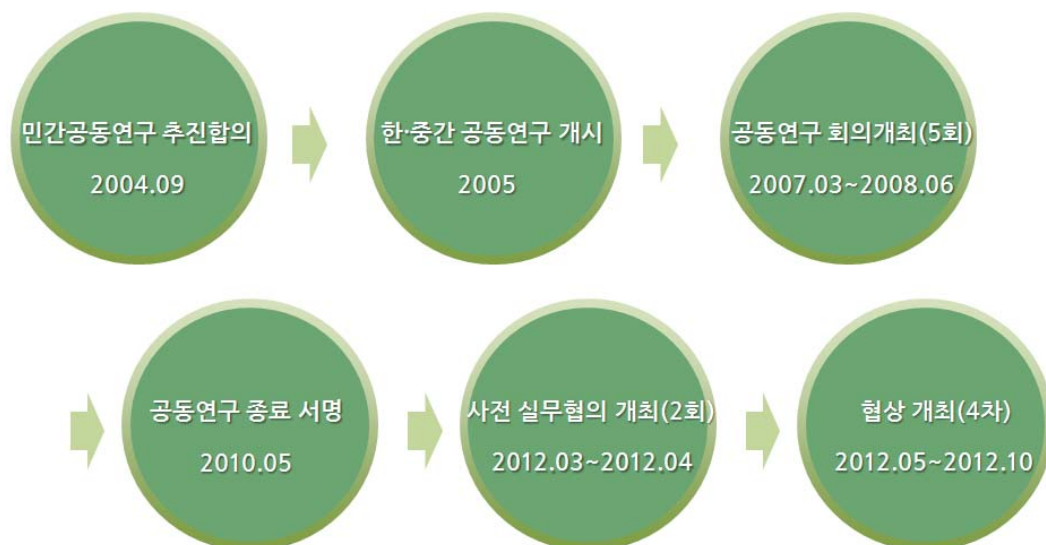 민간공동연구 추진합의
2004.09
한·중간 공동연구 개시
2005
공동연구 회의개최(5회)
2007.03~2008.06
공동연구 종료 서명
2010.05
사전 실무협의 개최(2회)
2012.03~2012.04
협상 개최(4차)
2012.05~2012.10